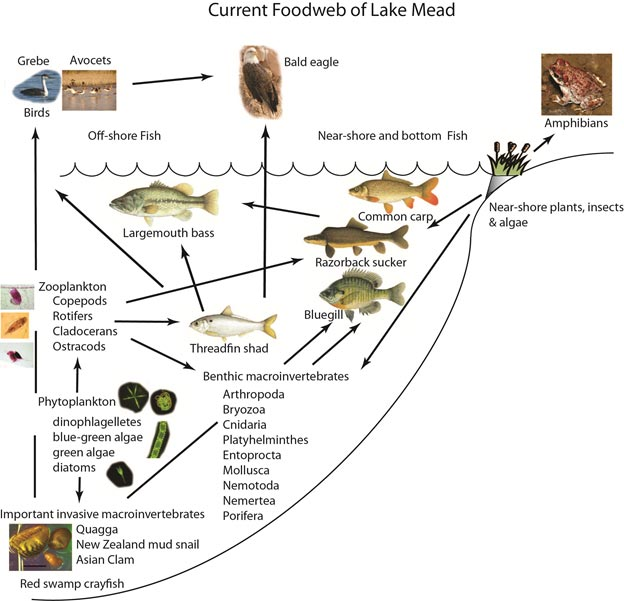 Current Foodweb of Lake Mead
Grebe
Avocets
Birds
Bald eagle
Amphibians
Off-shore Fish
Near-shore and bottom Fish
Largemouth bass
Common carp
Near-shore plants, insects
& algae
Razorback sucker
Zooplankton
Copepods
Rotifers
Cladocerans
Ostracods
Threadfin shad
Bluegill
Benthic macroinvertebrates
Arthropoda
Bryozoa
Cnidaria
Platyhelminthes
Entoprocta
Mollusca
Nemotoda
Nemertea
Porifera
Phytoplankton
dinophlagelletes
blue-green algae
green algae
diatoms
Important invasive macroinvertebrates
Quagga
New Zealand mud snail
Asian Clam
Red swamp crayfish